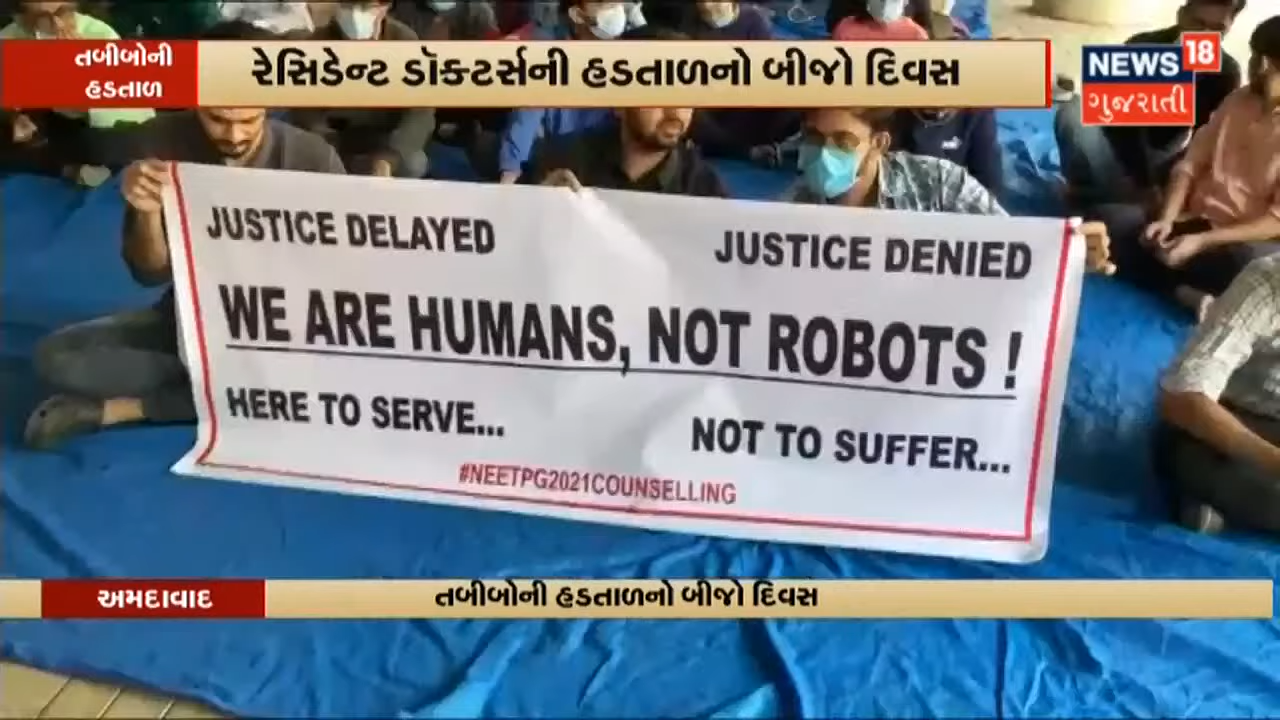 તબીબોની
હડતાળ
રેસિડેન્ટ ડૉક્ટર્સની હડતાળનો બીજો દિવસ
NEWS 18
ગુજરાતી
JUSTICE DELAYED
JUSTICE DENIED
WE ARE HUMANS, NOT ROBOTS !
HERE TO SERVE...
NOT TO SUFFER...
#NEETPG2021COUNSELLING
અમદાવાદ
તબીબોની હડતાળનો બીજો દિવસ